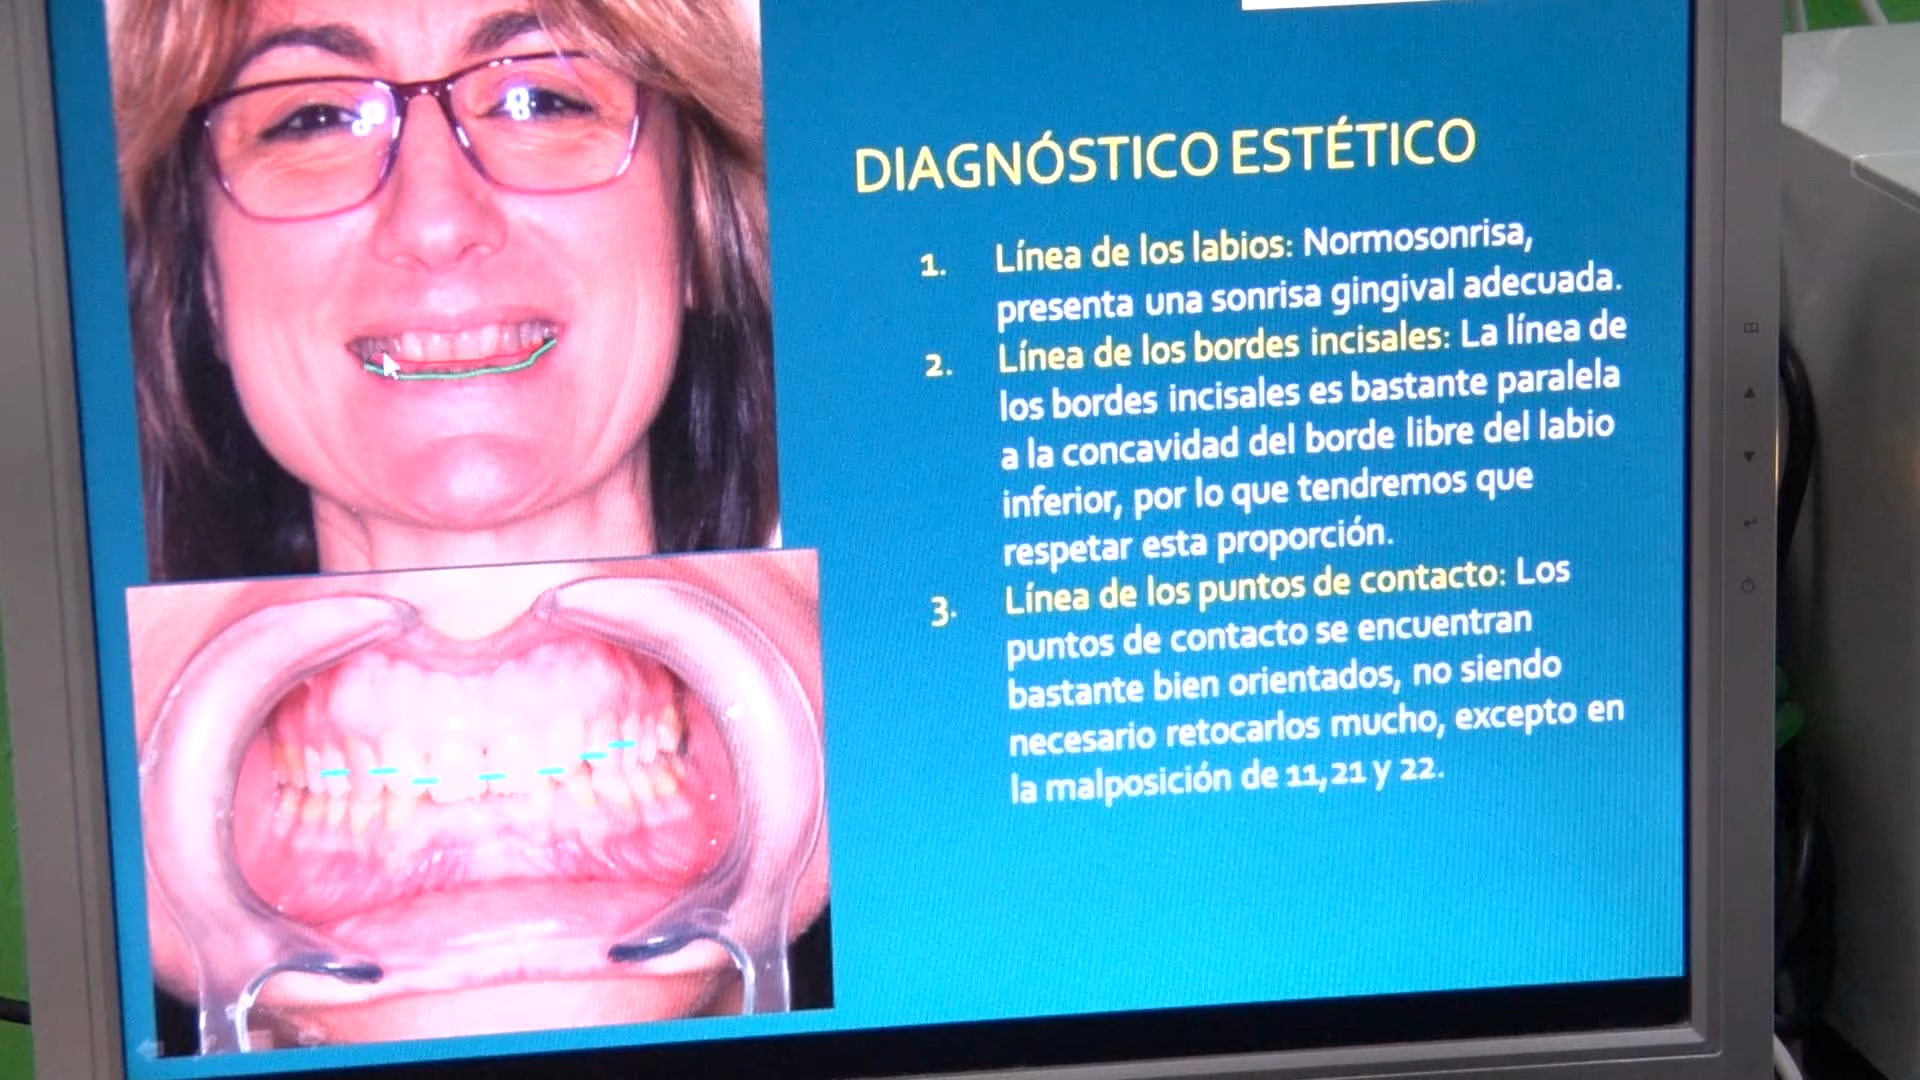 DIAGNÓSTICO ESTÉTICO
1. Línea de los labios: Normosonrisa,
presenta una sonrisa gingival adecuada.
2. Línea de los bordes incisales: La línea de
los bordes incisales es bastante paralela
a la concavidad del borde libre del labio
inferior, por lo que tendremos que
respetar esta proporción.
3. Línea de los puntos de contacto: Los
puntos de contacto se encuentran
bastante bien orientados, no siendo
necesario retocarlos mucho, excepto en
la malposición de 11,21 y 22.